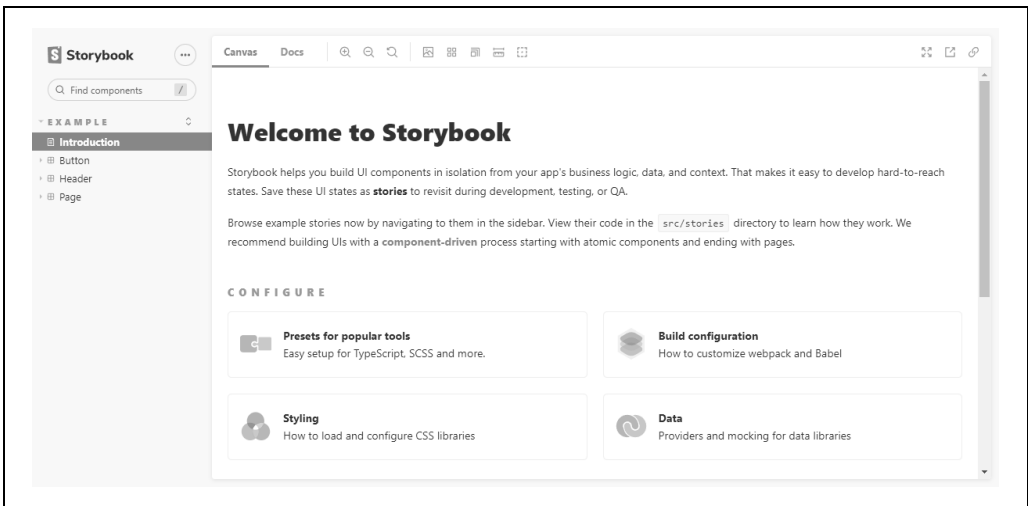 Storybook
Find components
/
EXAMPLE
Introduction
Button
Header
Page
Canvas Docs
Welcome to Storybook
Storybook helps you build UI components in isolation from your app's business logic, data, and context. That makes it easy to develop hard-to-reach
states. Save these UI states as stories to revisit during development, testing, or QA.
Browse example stories now by navigating to them in the sidebar. View their code in the src/stories directory to learn how they work. We
recommend building UIs with a component-driven process starting with atomic components and ending with pages.
CONFIGURE
Presets for popular tools
Easy setup for TypeScript, SCSS and more.
Build configuration
How to customize webpack and Babel
Styling
How to load and configure CSS libraries
Data
Providers and mocking for data libraries